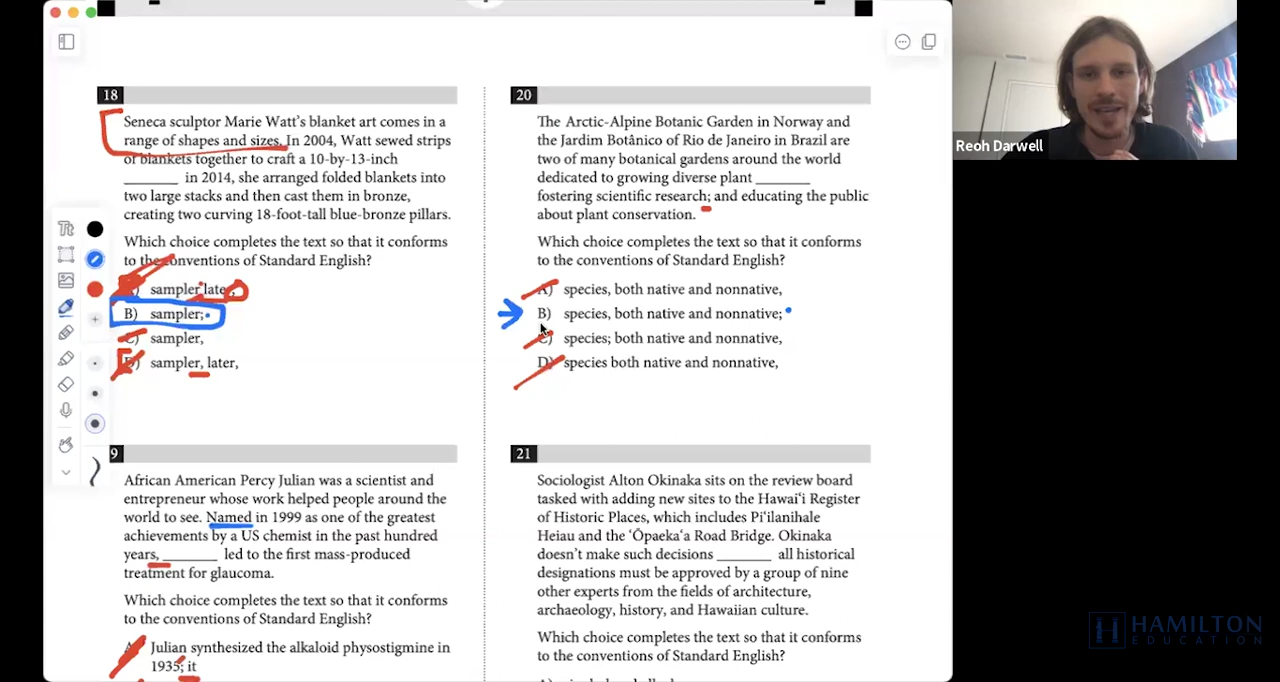 18
Seneca sculptor Marie Watt's blanket art comes in a
range of shapes and sizes. In 2004, Watt sewed strips
of blankets together to craft a 10-by-13-inch
_______ in 2014, she arranged folded blankets into
two large stacks and then cast them in bronze,
creating two curving 18-foot-tall blue-bronze pillars.
Which choice completes the text so that it conforms
to the conventions of Standard English?
sampler late
B) sampler;
C) sampler,
D) sampler, later,
9
African American Percy Julian was a scientist and
entrepreneur whose work helped people around the
world to see. Named in 1999 as one of the greatest
achievements by a US chemist in the past hundred
years, _______ led to the first mass-produced
treatment for glaucoma.
Which choice completes the text so that it conforms
to the conventions of Standard English?
A) Julian synthesized the alkaloid physostigmine in
1935; it
20
The Arctic-Alpine Botanic Garden in Norway and
the Jardim Botânico of Rio de Janeiro in Brazil are
two of many botanical gardens around the world
dedicated to growing diverse plant _______
fostering scientific research; and educating the public
about plant conservation.
Which choice completes the text so that it conforms
to the conventions of Standard English?
A) species, both native and nonnative,
B) species, both native and nonnative;
C) species; both native and nonnative,
D) species both native and nonnative,
21
Sociologist Alton Okinaka sits on the review board
tasked with adding new sites to the Hawai'i Register
of Historic Places, which includes Pi'ilanihale
Heiau and the 'Ōpaeka'a Road Bridge. Okinaka
doesn't make such decisions _______ all historical
designations must be approved by a group of nine
other experts from the fields of architecture,
archaeology, history, and Hawaiian culture.
Which choice completes the text so that it conforms
to the conventions of Standard English?
Tt
Reoh Darwell
HAMILTON
EDUCATION